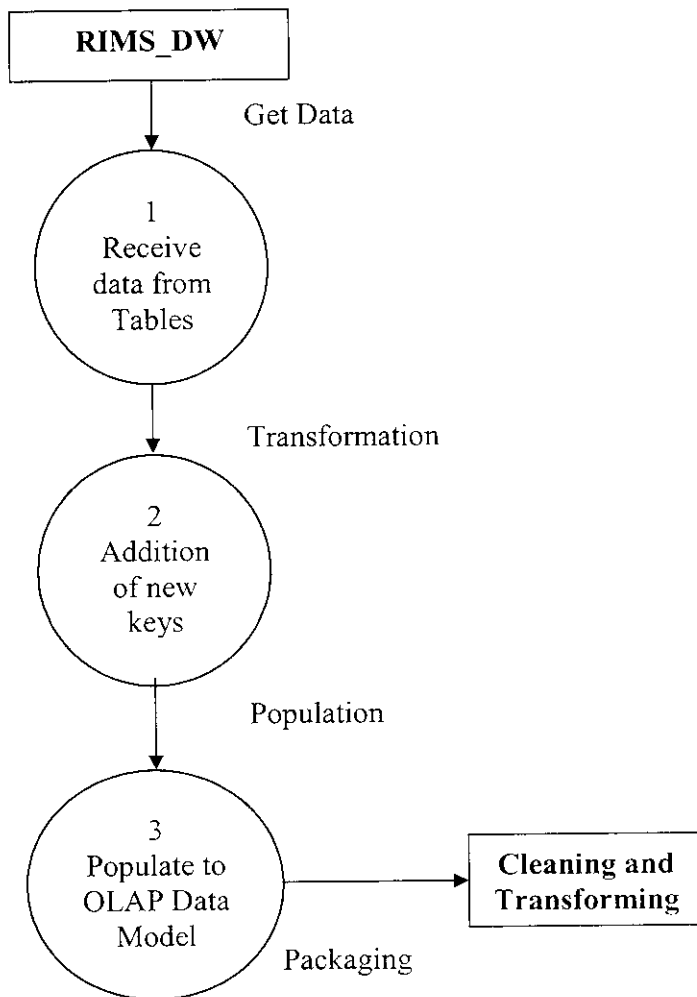 RIMS_DW
Get Data
1
Receive
data from
Tables
Transformation
2
Addition
of new
keys
Population
3
Populate to
OLAP Data
Model
Cleaning and
Transforming
Packaging